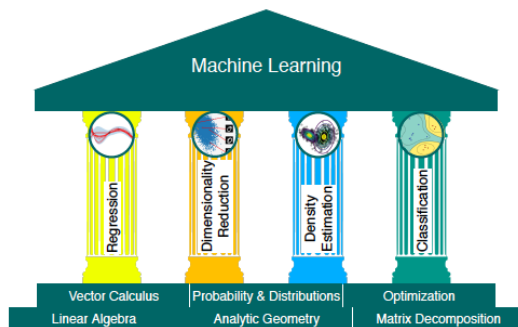 Machine Learning
Regression
Dimensionality
Reduction
Density
Estimation
Classification
Vector Calculus
Probability & Distributions
Optimization
Linear Algebra
Analytic Geometry
Matrix Decomposition